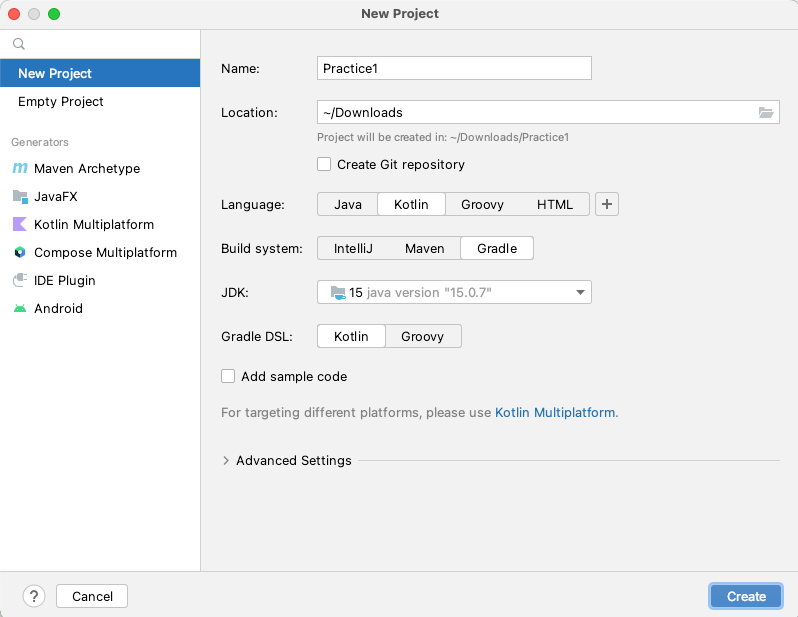 New Project
New Project
Empty Project
Generators
Maven Archetype
JavaFX
Kotlin Multiplatform
Compose Multiplatform
IDE Plugin
Android
Name: Practice1
Location: ~/Downloads
Project will be created in: ~/Downloads/Practice1
Create Git repository
Language: Java Kotlin Groovy HTML +
Build system: IntelliJ Maven Gradle
JDK: 15 java version "15.0.7"
Gradle DSL: Kotlin Groovy
Add sample code
For targeting different platforms, please use Kotlin Multiplatform.
Advanced Settings
? Cancel Create